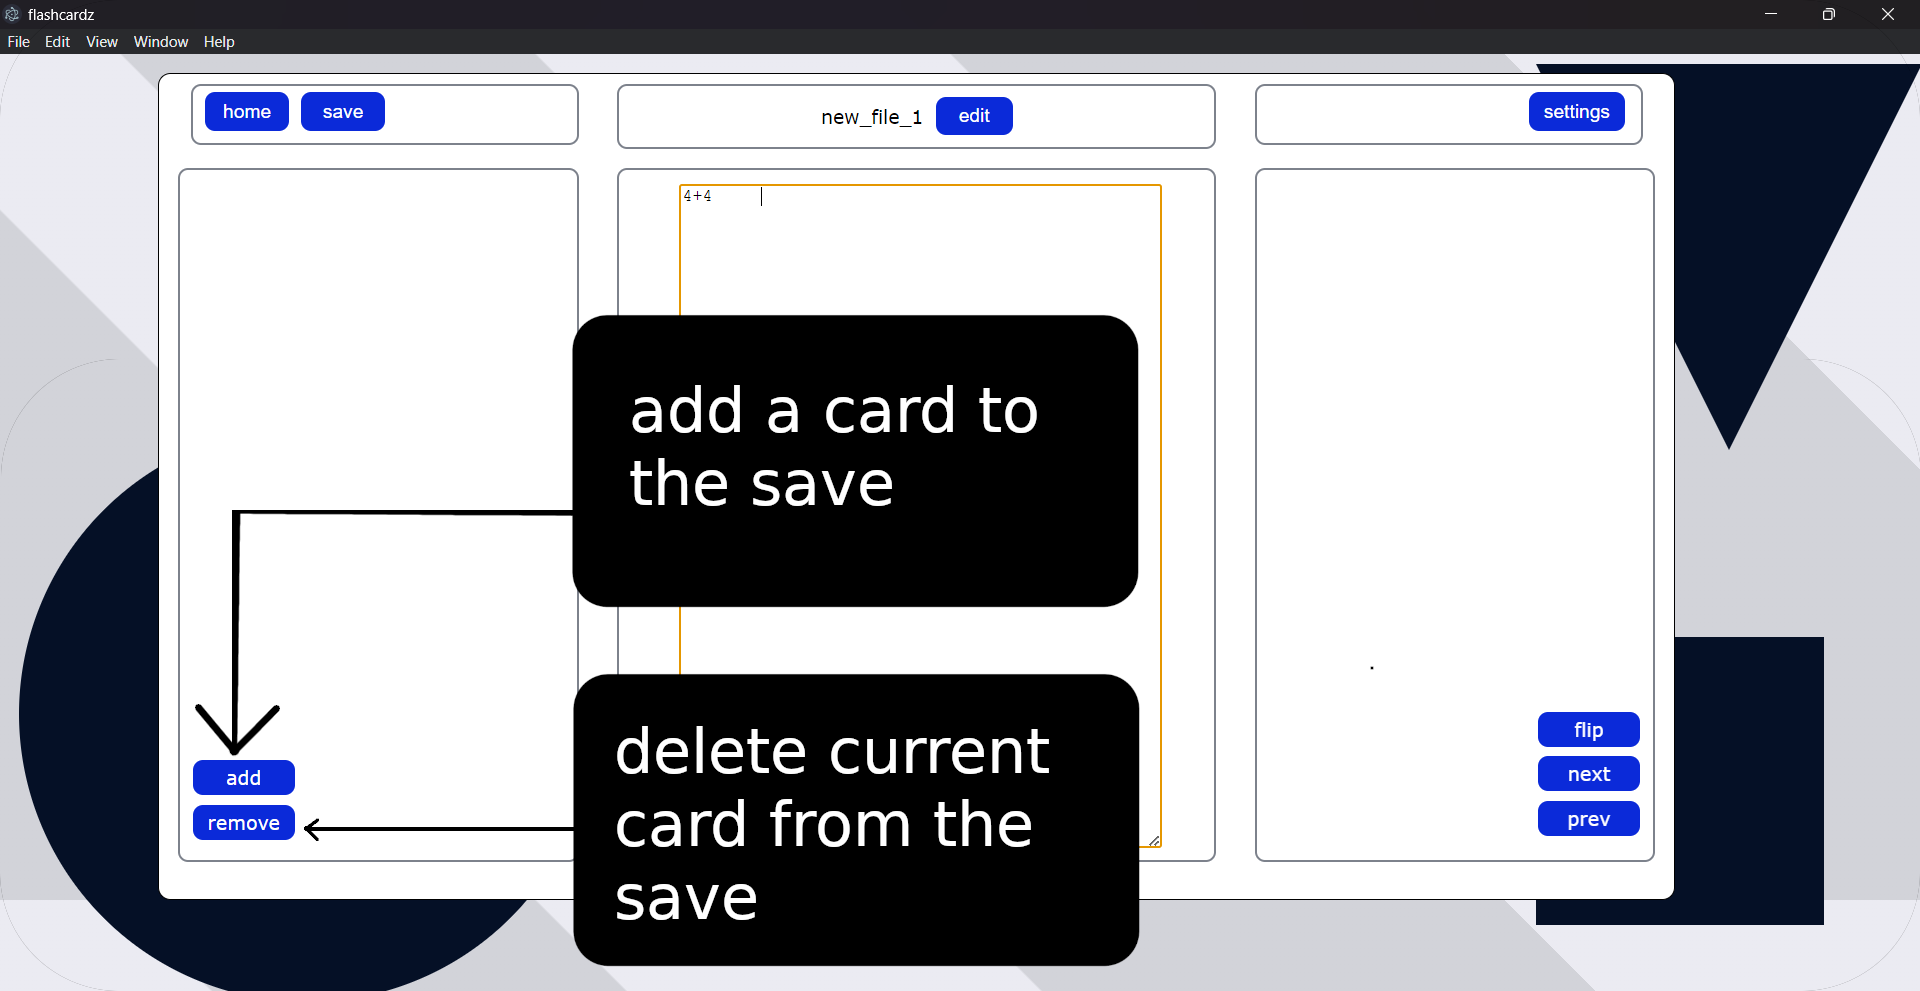 flashcardz
File Edit View Window Help
home save
new_file_1 edit
settings
4+4
add a card to
the save
flip
next
prev
add
remove
delete current
card from the
save